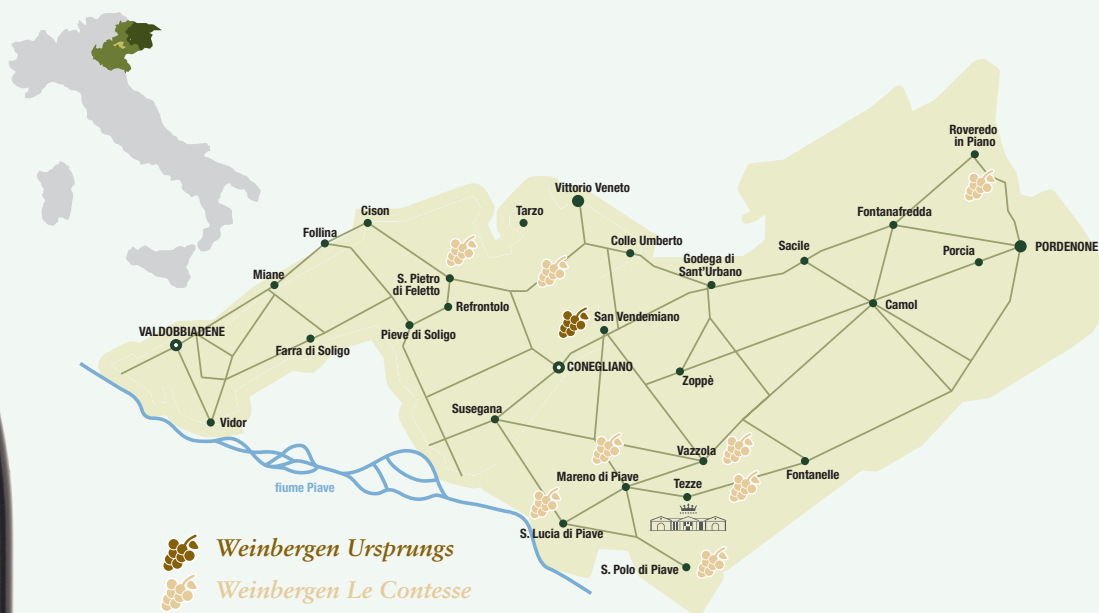 Roveredo
in Piano
Vittorio Veneto
Cison
Tarzo
Fontanafredda
Follina
Colle Umberto
Sacile
PORDENONE
Porcia
Godega di
Sant'Urbano
Miane
S. Pietro
di Feletto
Refrontolo
Camol
San Vendemiano
VALDOBBIADENE
Pieve di Soligo
Farra di Soligo
CONEGLIANO
Zoppè
Susegana
Vidor
Vazzola
Mareno di Piave
Tezze
Fontanelle
fiume Piave
S. Lucia di Piave
S. Polo di Piave
Weinbergen Ursprungs
Weinbergen Le Contesse